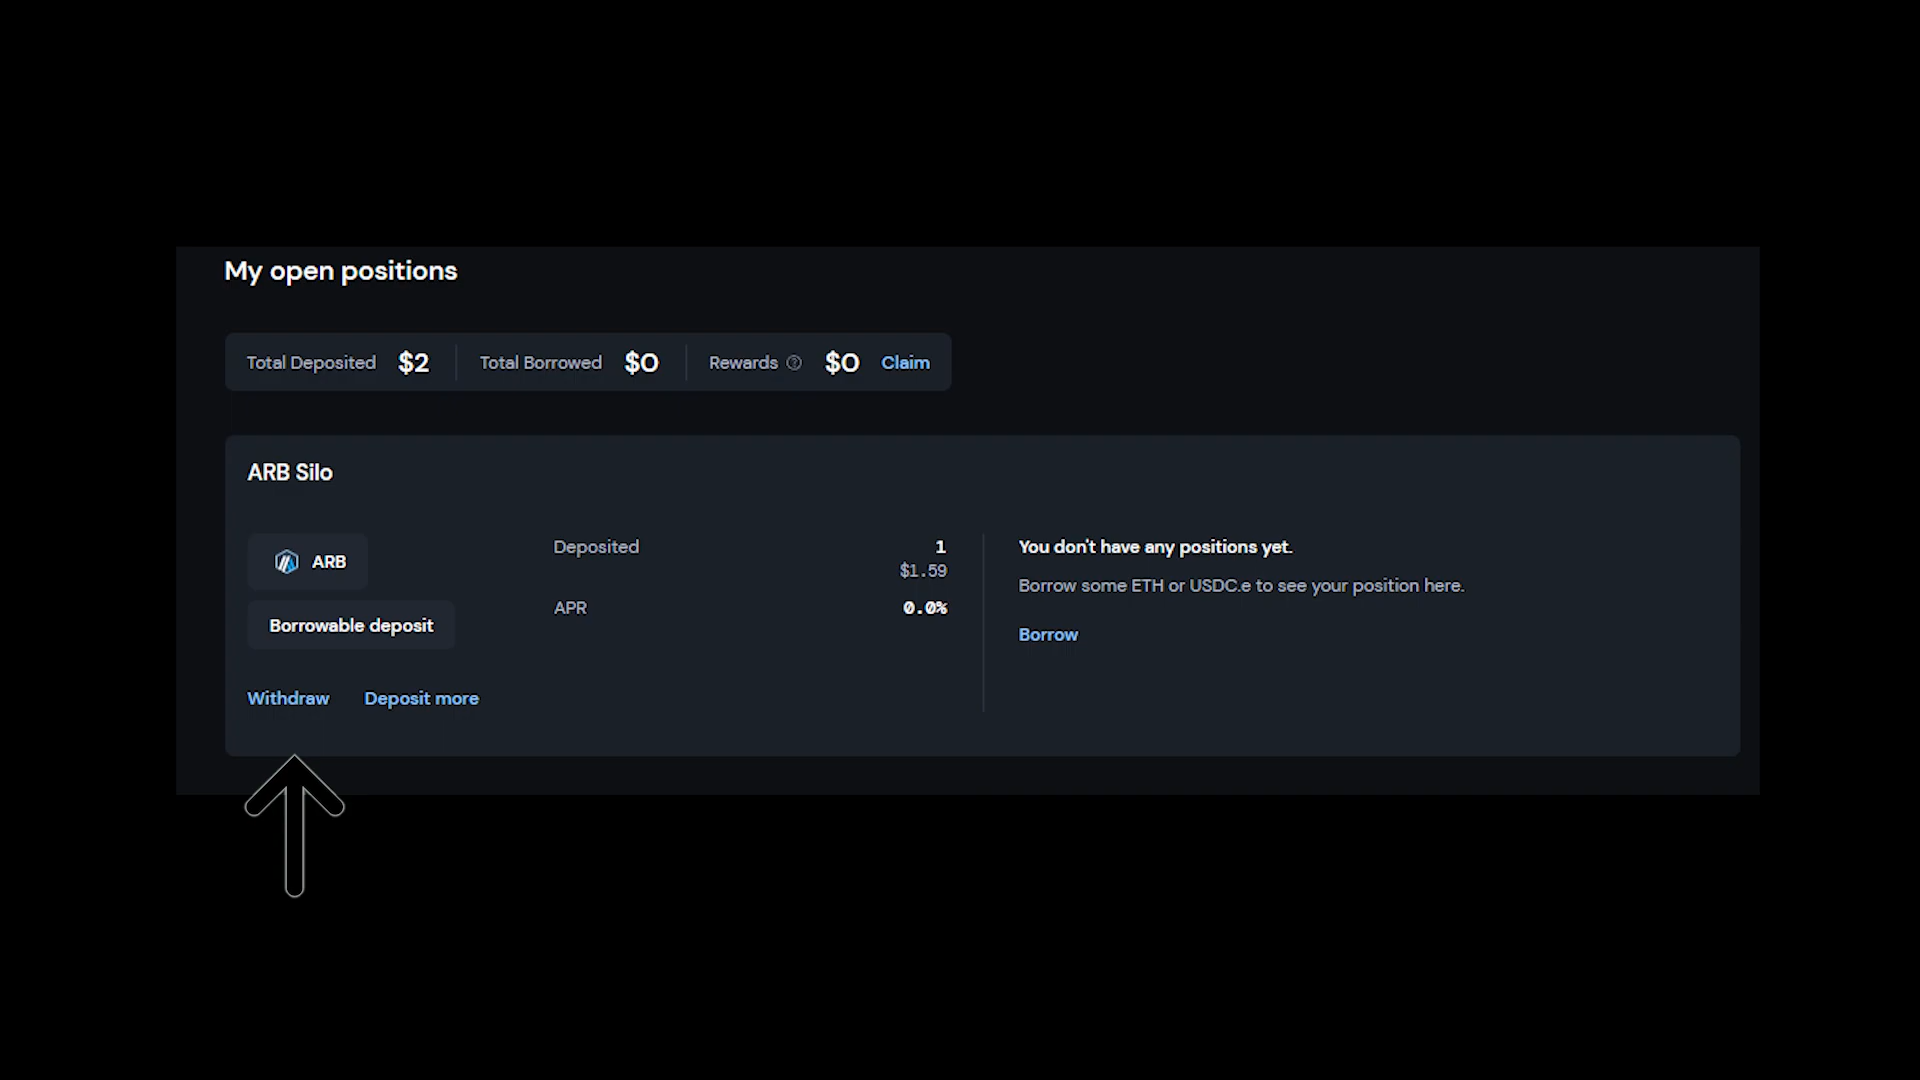 My open positions
Total Deposited $2 Total Borrowed $0 Rewards $0 Claim
ARB Silo
ARB
Borrowable deposit
Withdraw Deposit more
Deposited 1
$1.59
APR 0.0%
You don't have any positions yet.
Borrow some ETH or USDC.e to see your position here.
Borrow